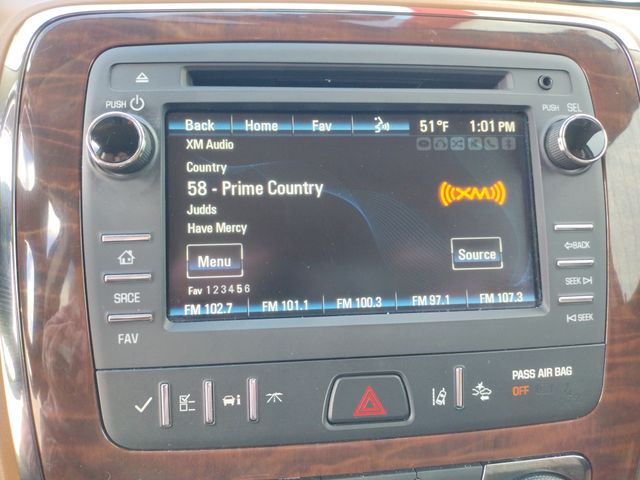 PUSH
PUSH SEL
Back Home Fav 51°F 1:01 PM
XM Audio
Country
58 - Prime Country
((XM))
Judds
Have Mercy
Menu
Source
Fav 1 2 3 4 5 6
FM 102.7 FM 101.1 FM 100.3 FM 97.1 FM 107.3
SRCE
FAV
BACK
SEEK
SEEK
PASS AIR BAG
OFF